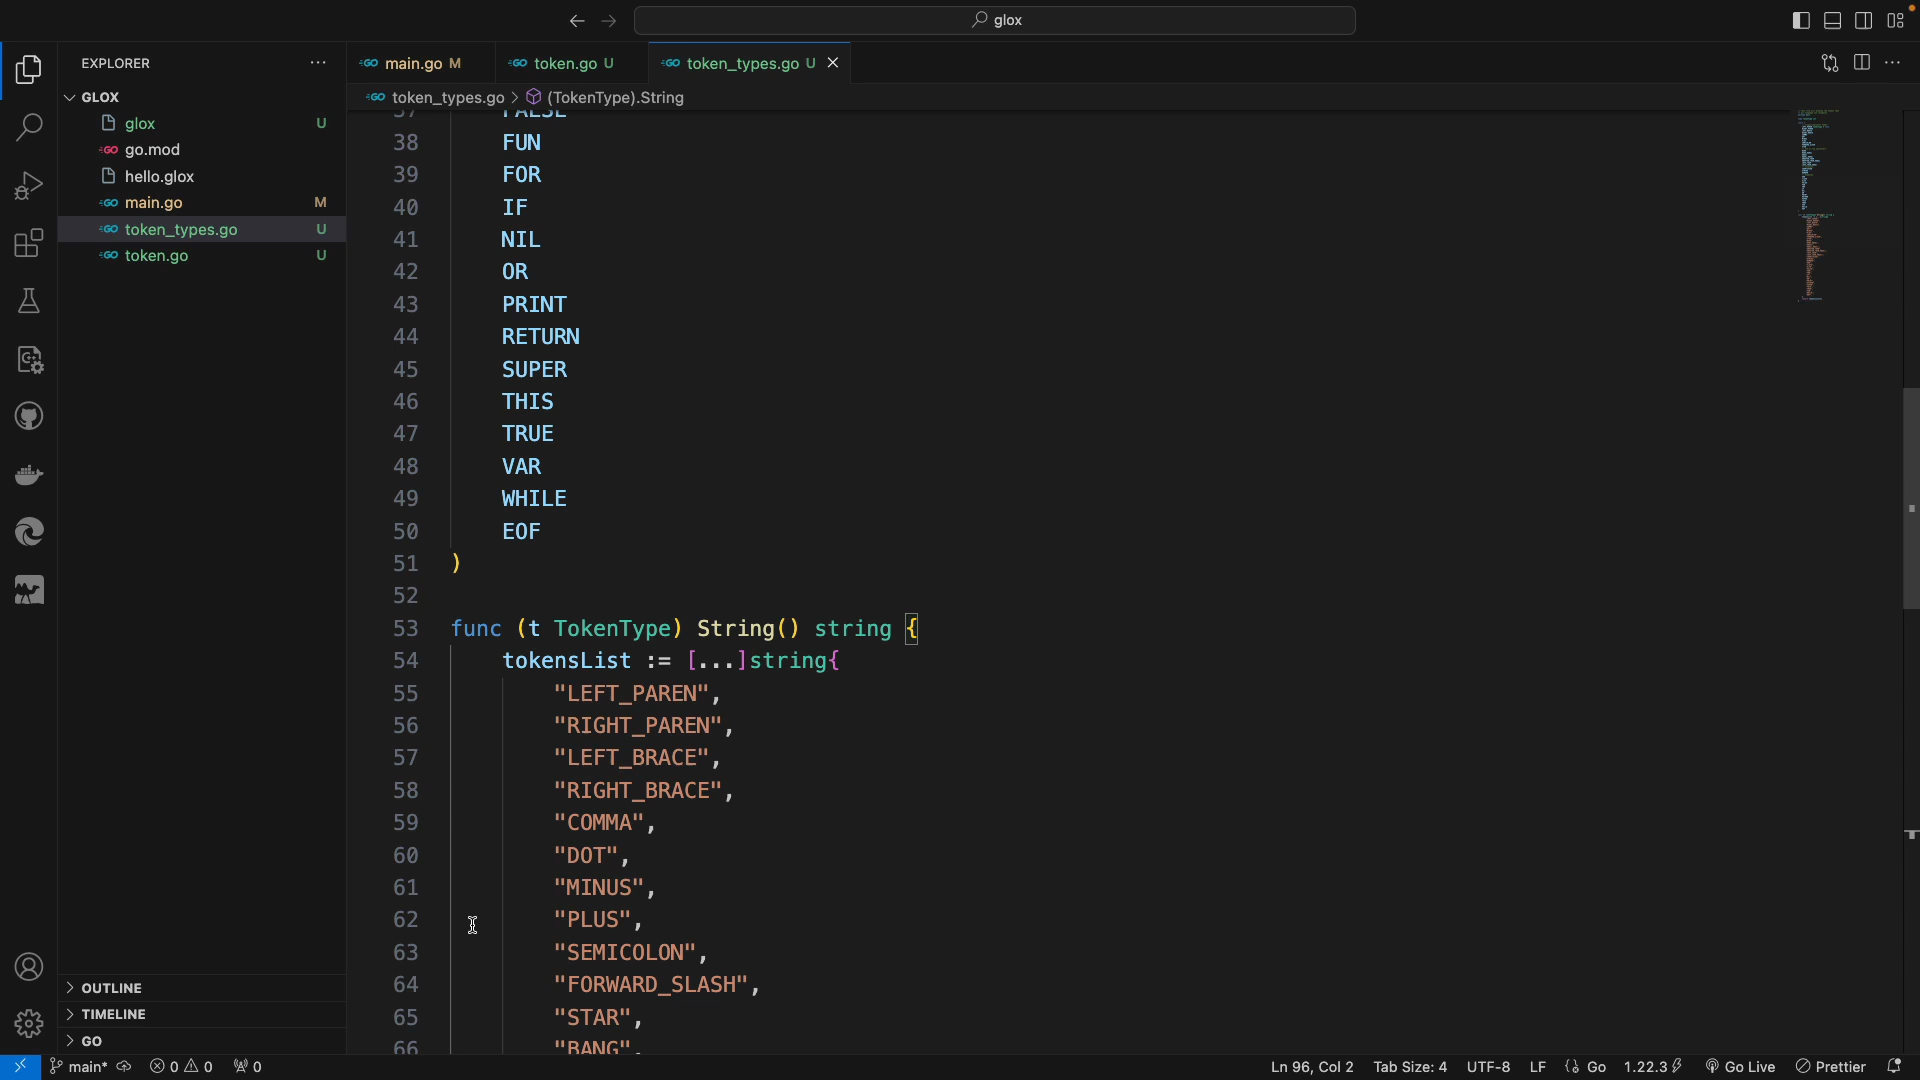 glox
EXPLORER
main.go M
token.go U
token_types.go U
token_types.go > (TokenType).String
GLOX
glox U
go.mod
hello.glox
main.go M
token_types.go U
token.go U
37 FALSE
38 FUN
39 FOR
40 IF
41 NIL
42 OR
43 PRINT
44 RETURN
45 SUPER
46 THIS
47 TRUE
48 VAR
49 WHILE
50 EOF
51 )
52
53 func (t TokenType) String() string {
54 tokensList := [...]string{
55 "LEFT_PAREN",
56 "RIGHT_PAREN",
57 "LEFT_BRACE",
58 "RIGHT_BRACE",
59 "COMMA",
60 "DOT",
61 "MINUS",
62 "PLUS",
63 "SEMICOLON",
64 "FORWARD_SLASH",
65 "STAR",
66 "BANG",
OUTLINE
TIMELINE
GO
main* 0 0 0 Ln 96, Col 2 Tab Size: 4 UTF-8 LF {} Go 1.22.3 Go Live Prettier